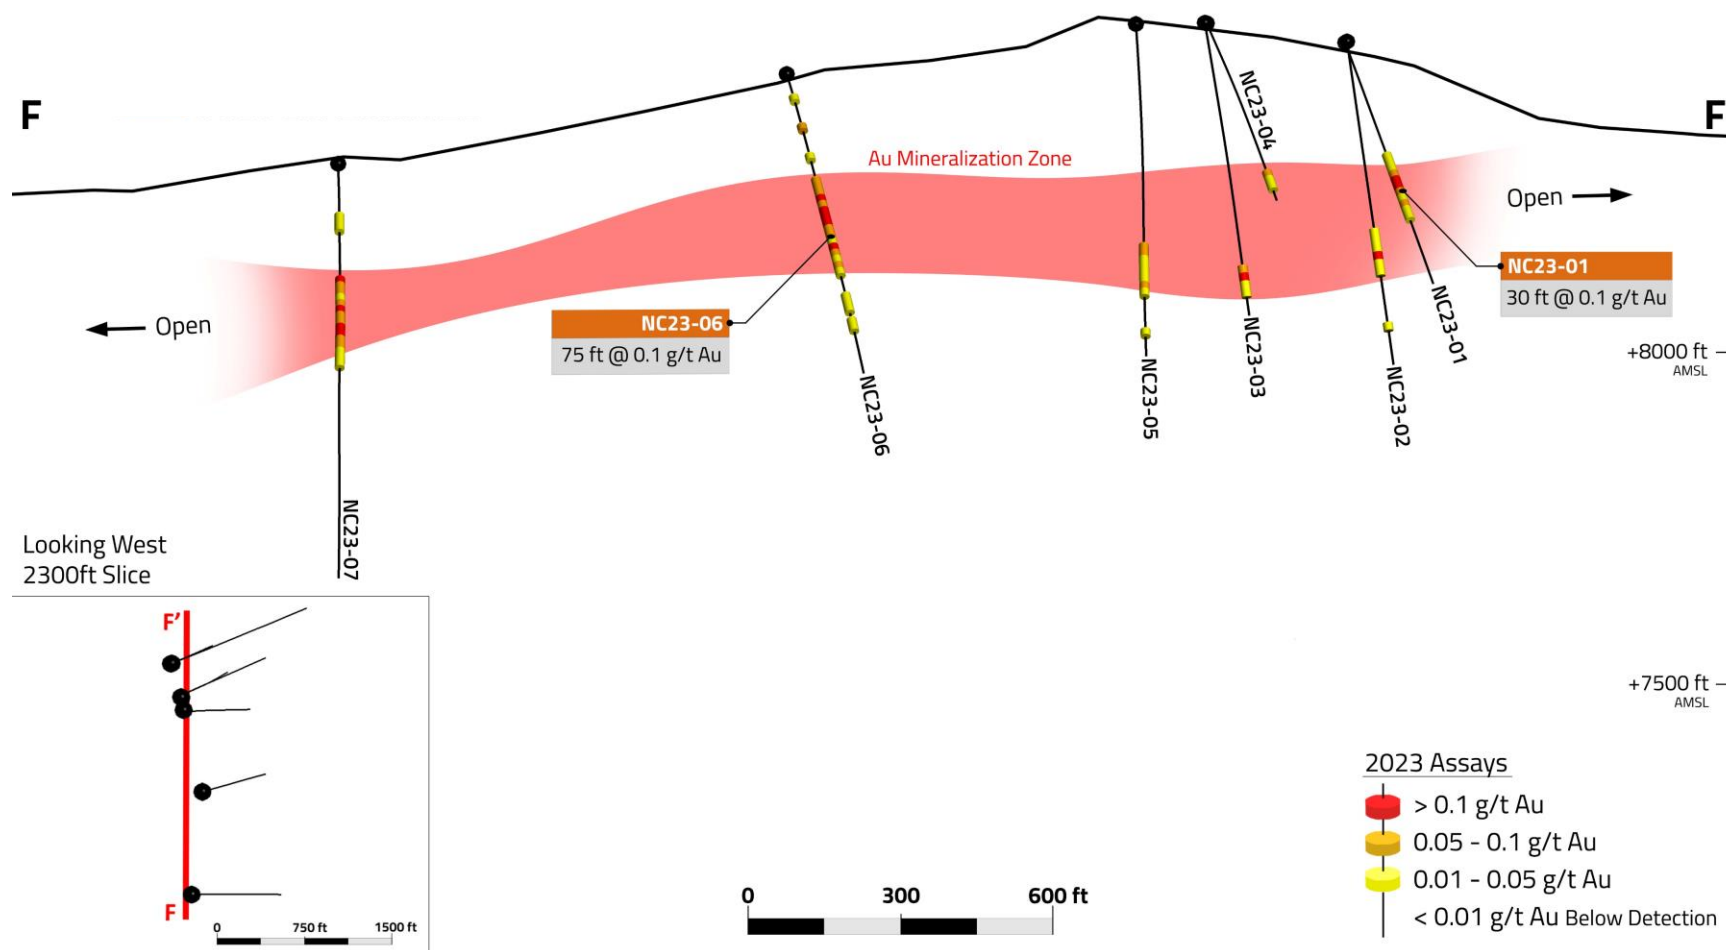 F
F
NC23-04
Au Mineralization Zone
Open
NC23-01
30 ft @ 0.1 g/t Au
NC23-06
75 ft @ 0.1 g/t Au
Open
NC23-01
NC23-03
NC23-05
NC23-02
NC23-06
+8000 ft
AMSL
NC23-07
Looking West
2300ft Slice
F'
F
0 750 ft 1500 ft
0 300 600 ft
+7500 ft
AMSL
2023 Assays
> 0.1 g/t Au
0.05 - 0.1 g/t Au
0.01 - 0.05 g/t Au
< 0.01 g/t Au Below Detection